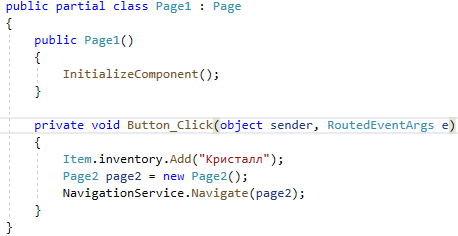 public partial class Page1 : Page
{
public Page1()
{
InitializeComponent();
}
private void Button_Click(object sender, RoutedEventArgs e)
{
Item.inventory.Add("Кристалл");
Page2 page2 = new Page2();
NavigationService.Navigate(page2);
}
}